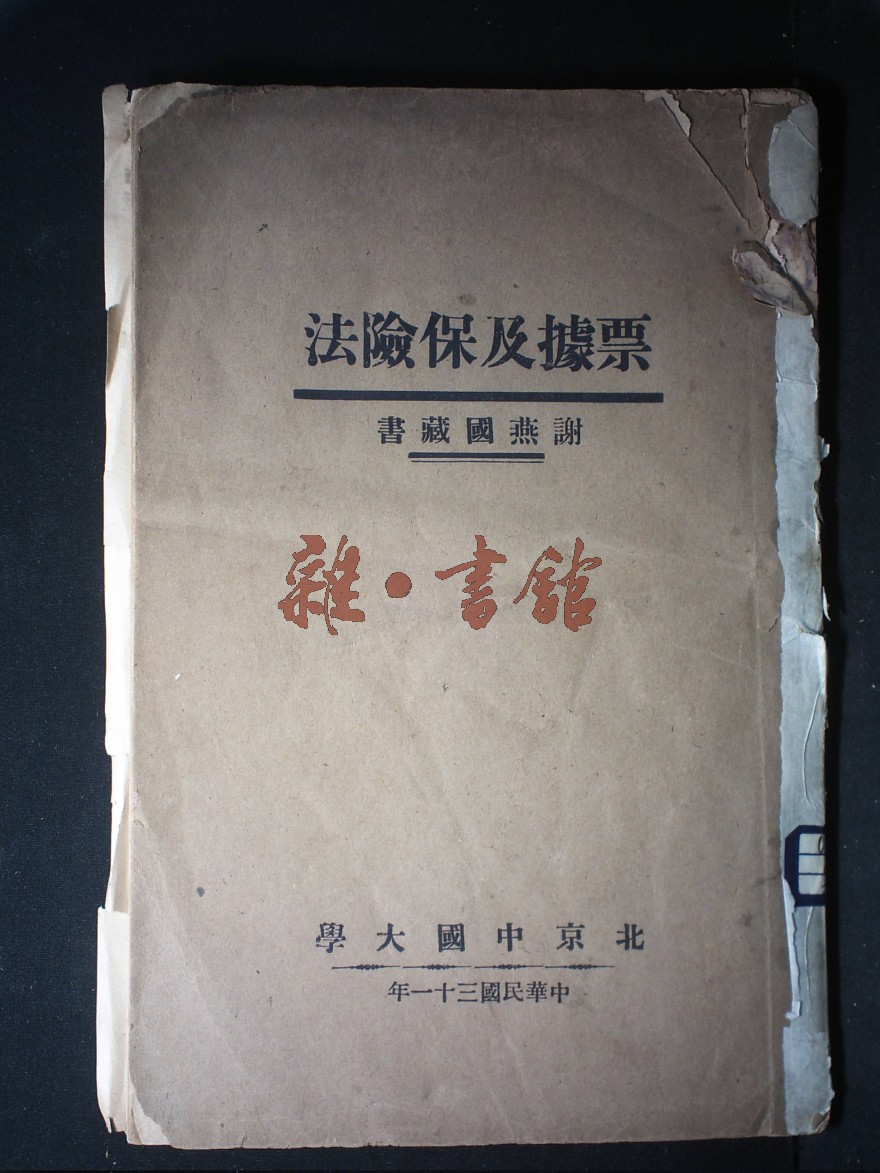 票據及保險法
謝燕國藏書
雜·書館
北京中國大學
中華民國三十一年